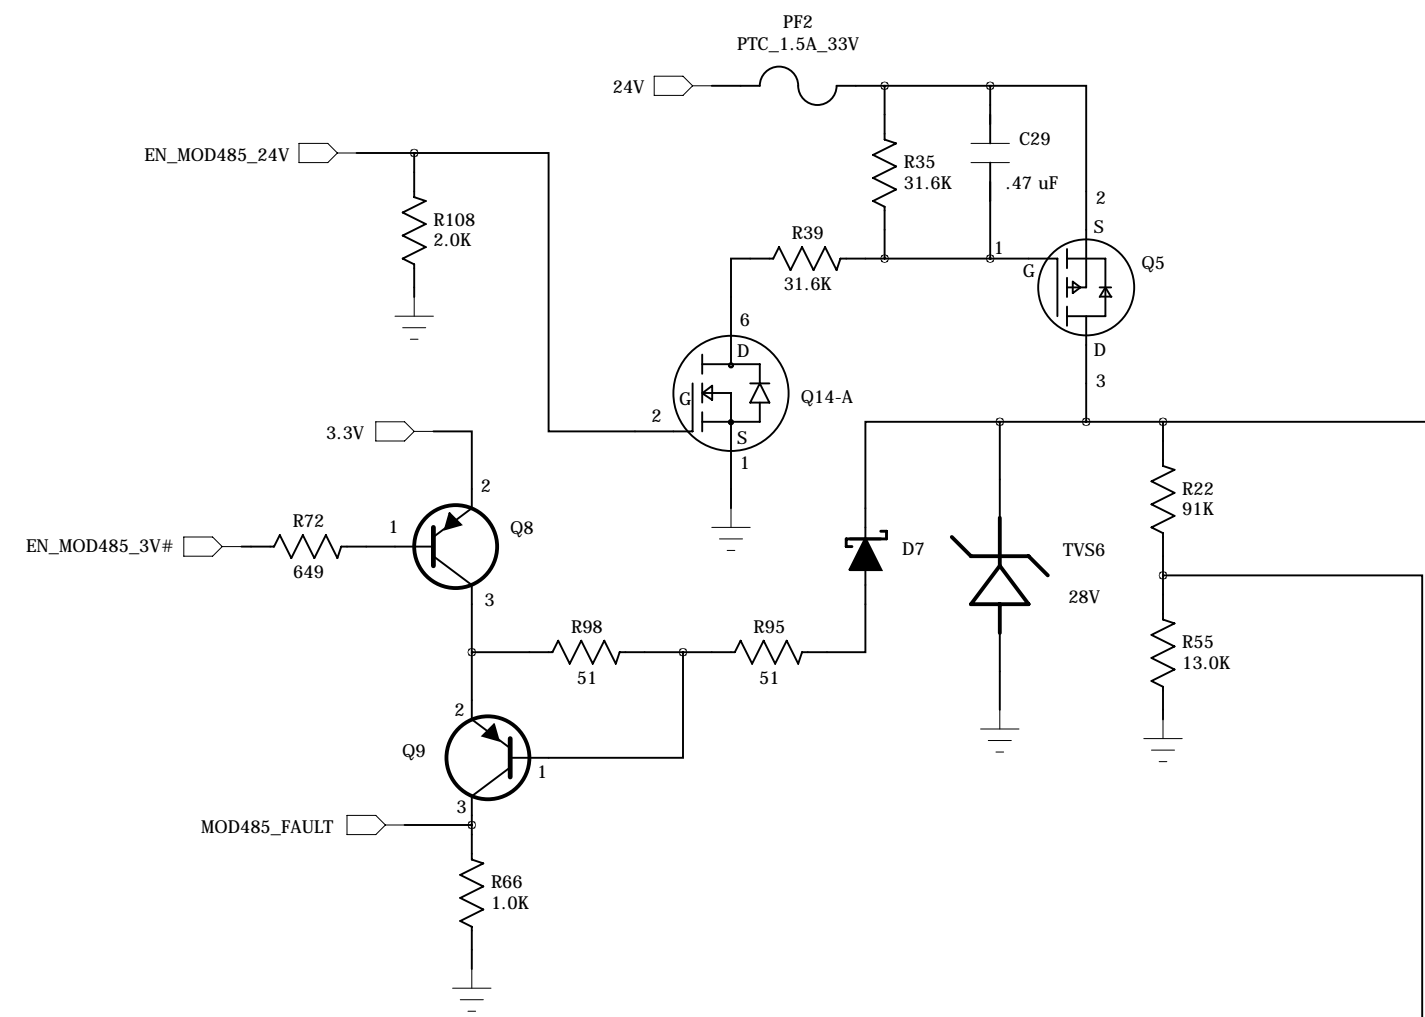 PF2
PTC_1.5A_33V
24V
EN_MOD485_24V
R108
2.0K
R35
31.6K
C29
.47 uF
2
S
R39
31.6K
1
G
Q5
D
3
6
D
G
Q14-A
2
S
1
3.3V
2
R72
1
Q8
EN_MOD485_3V#
649
3
D7
TVS6
28V
R22
91K
R98
51
R95
51
R55
13.0K
2
Q9
1
3
MOD485_FAULT
R66
1.0K